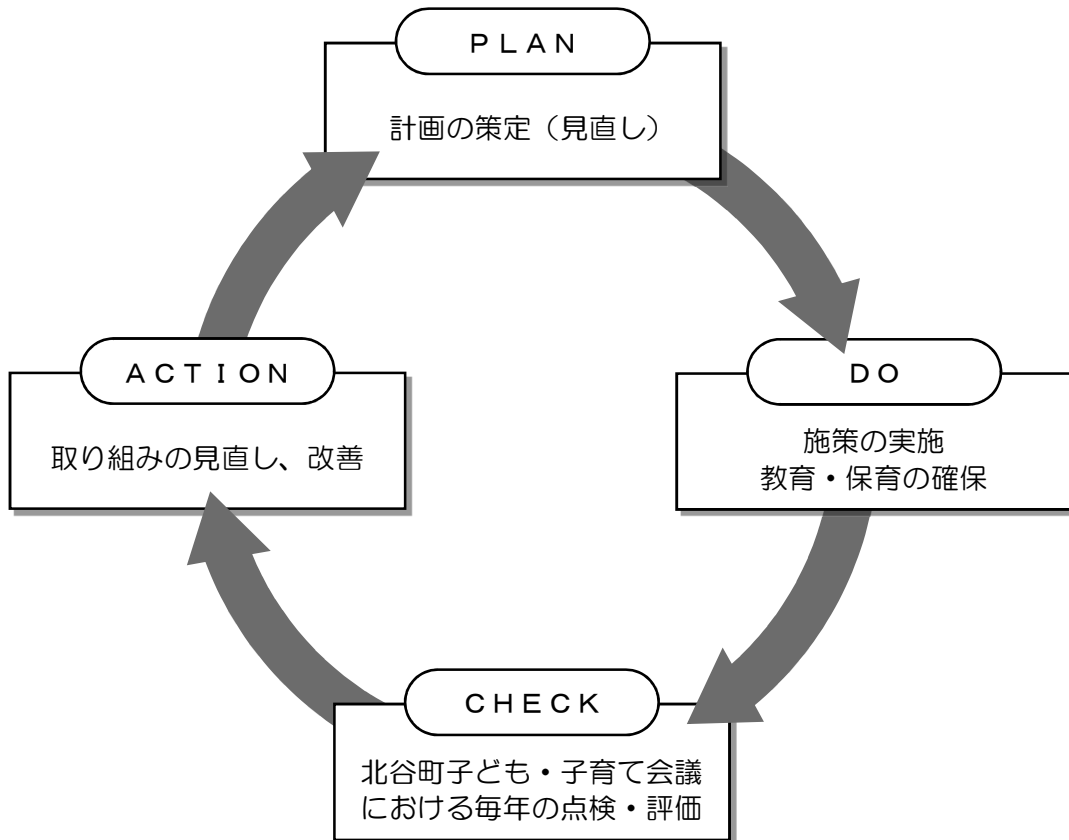 ＰＬＡＮ
計画の策定（見直し）
ＤＯ
施策の実施
教育・保育の確保
ＣＨＥＣＫ
北谷町子ども・子育て会議
における毎年の点検・評価
ＡＣＴＩＯＮ
取り組みの見直し、改善